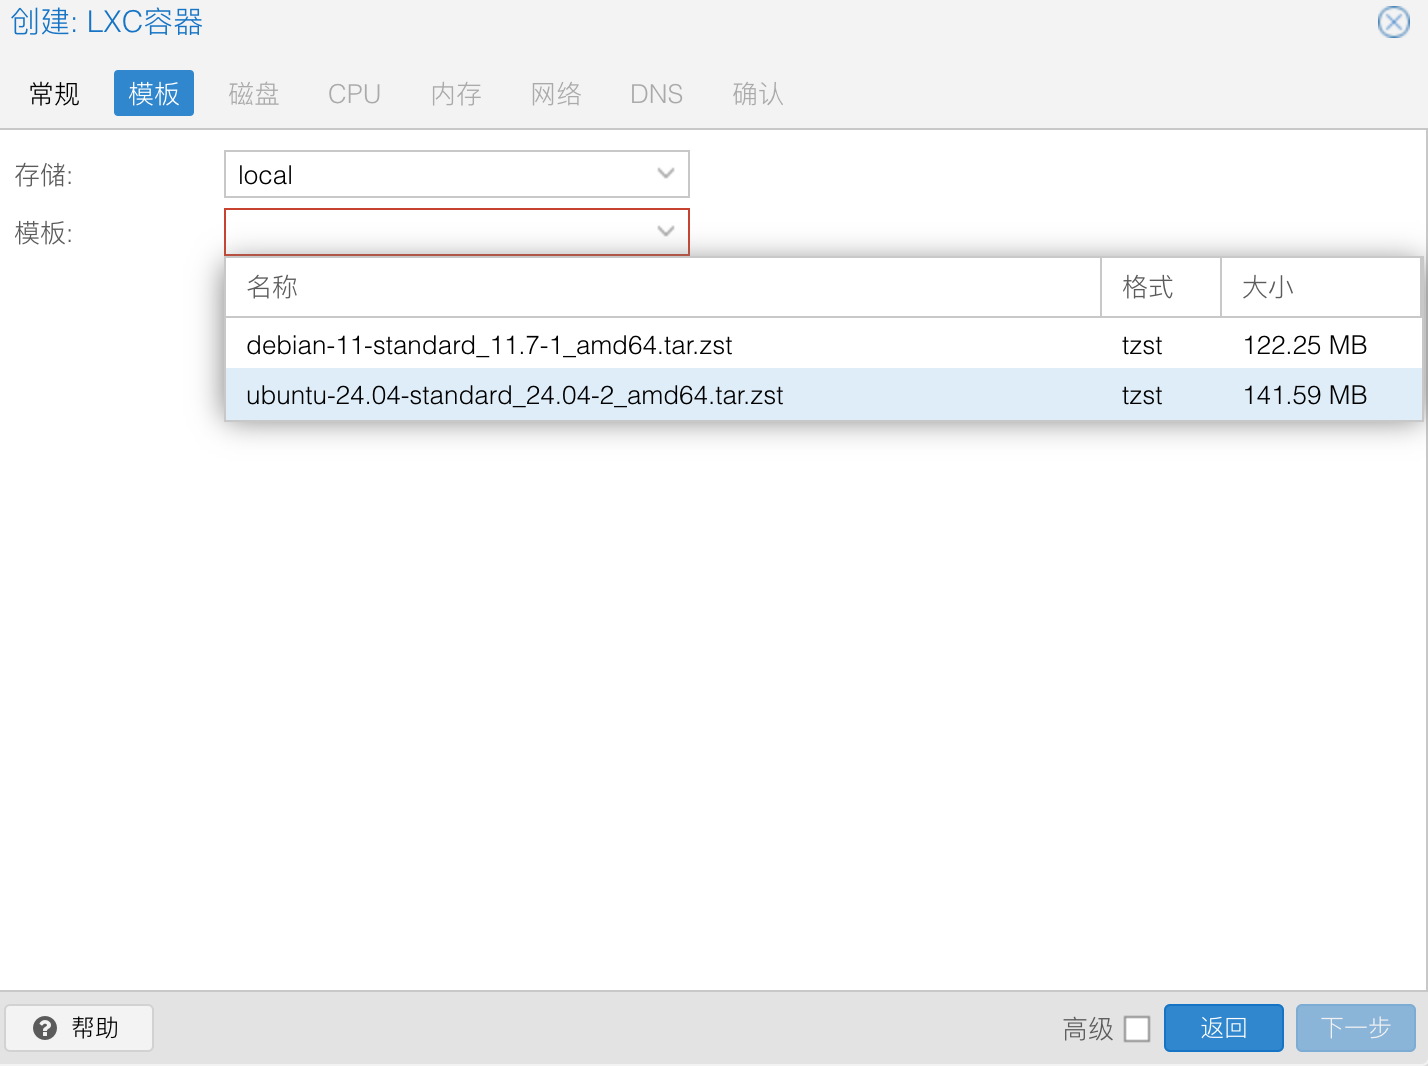 创建: LXC容器
常规 模板 磁盘 CPU 内存 网络 DNS 确认
存储: local
模板:
名称 格式 大小
debian-11-standard_11.7-1_amd64.tar.zst tzst 122.25 MB
ubuntu-24.04-standard_24.04-2_amd64.tar.zst tzst 141.59 MB
帮助 高级 返回 下一步